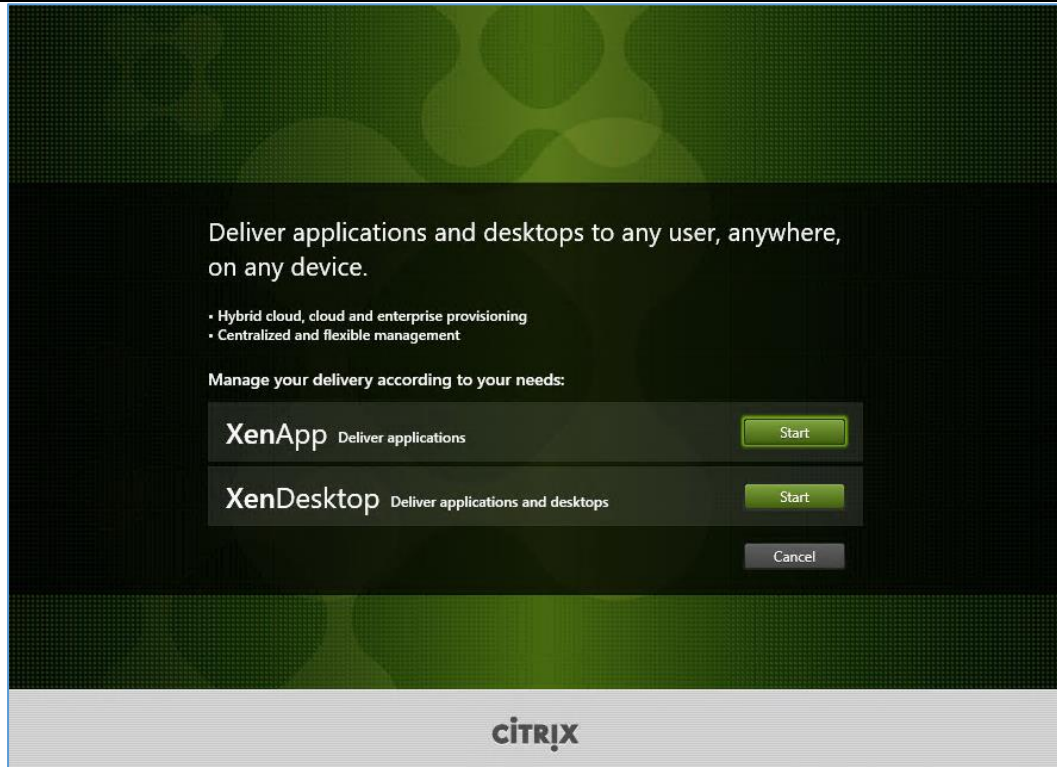 Deliver applications and desktops to any user, anywhere,
on any device.
▪ Hybrid cloud, cloud and enterprise provisioning
▪ Centralized and flexible management
Manage your delivery according to your needs:
XenApp Deliver applications Start
XenDesktop Deliver applications and desktops Start
Cancel
CİTRIX